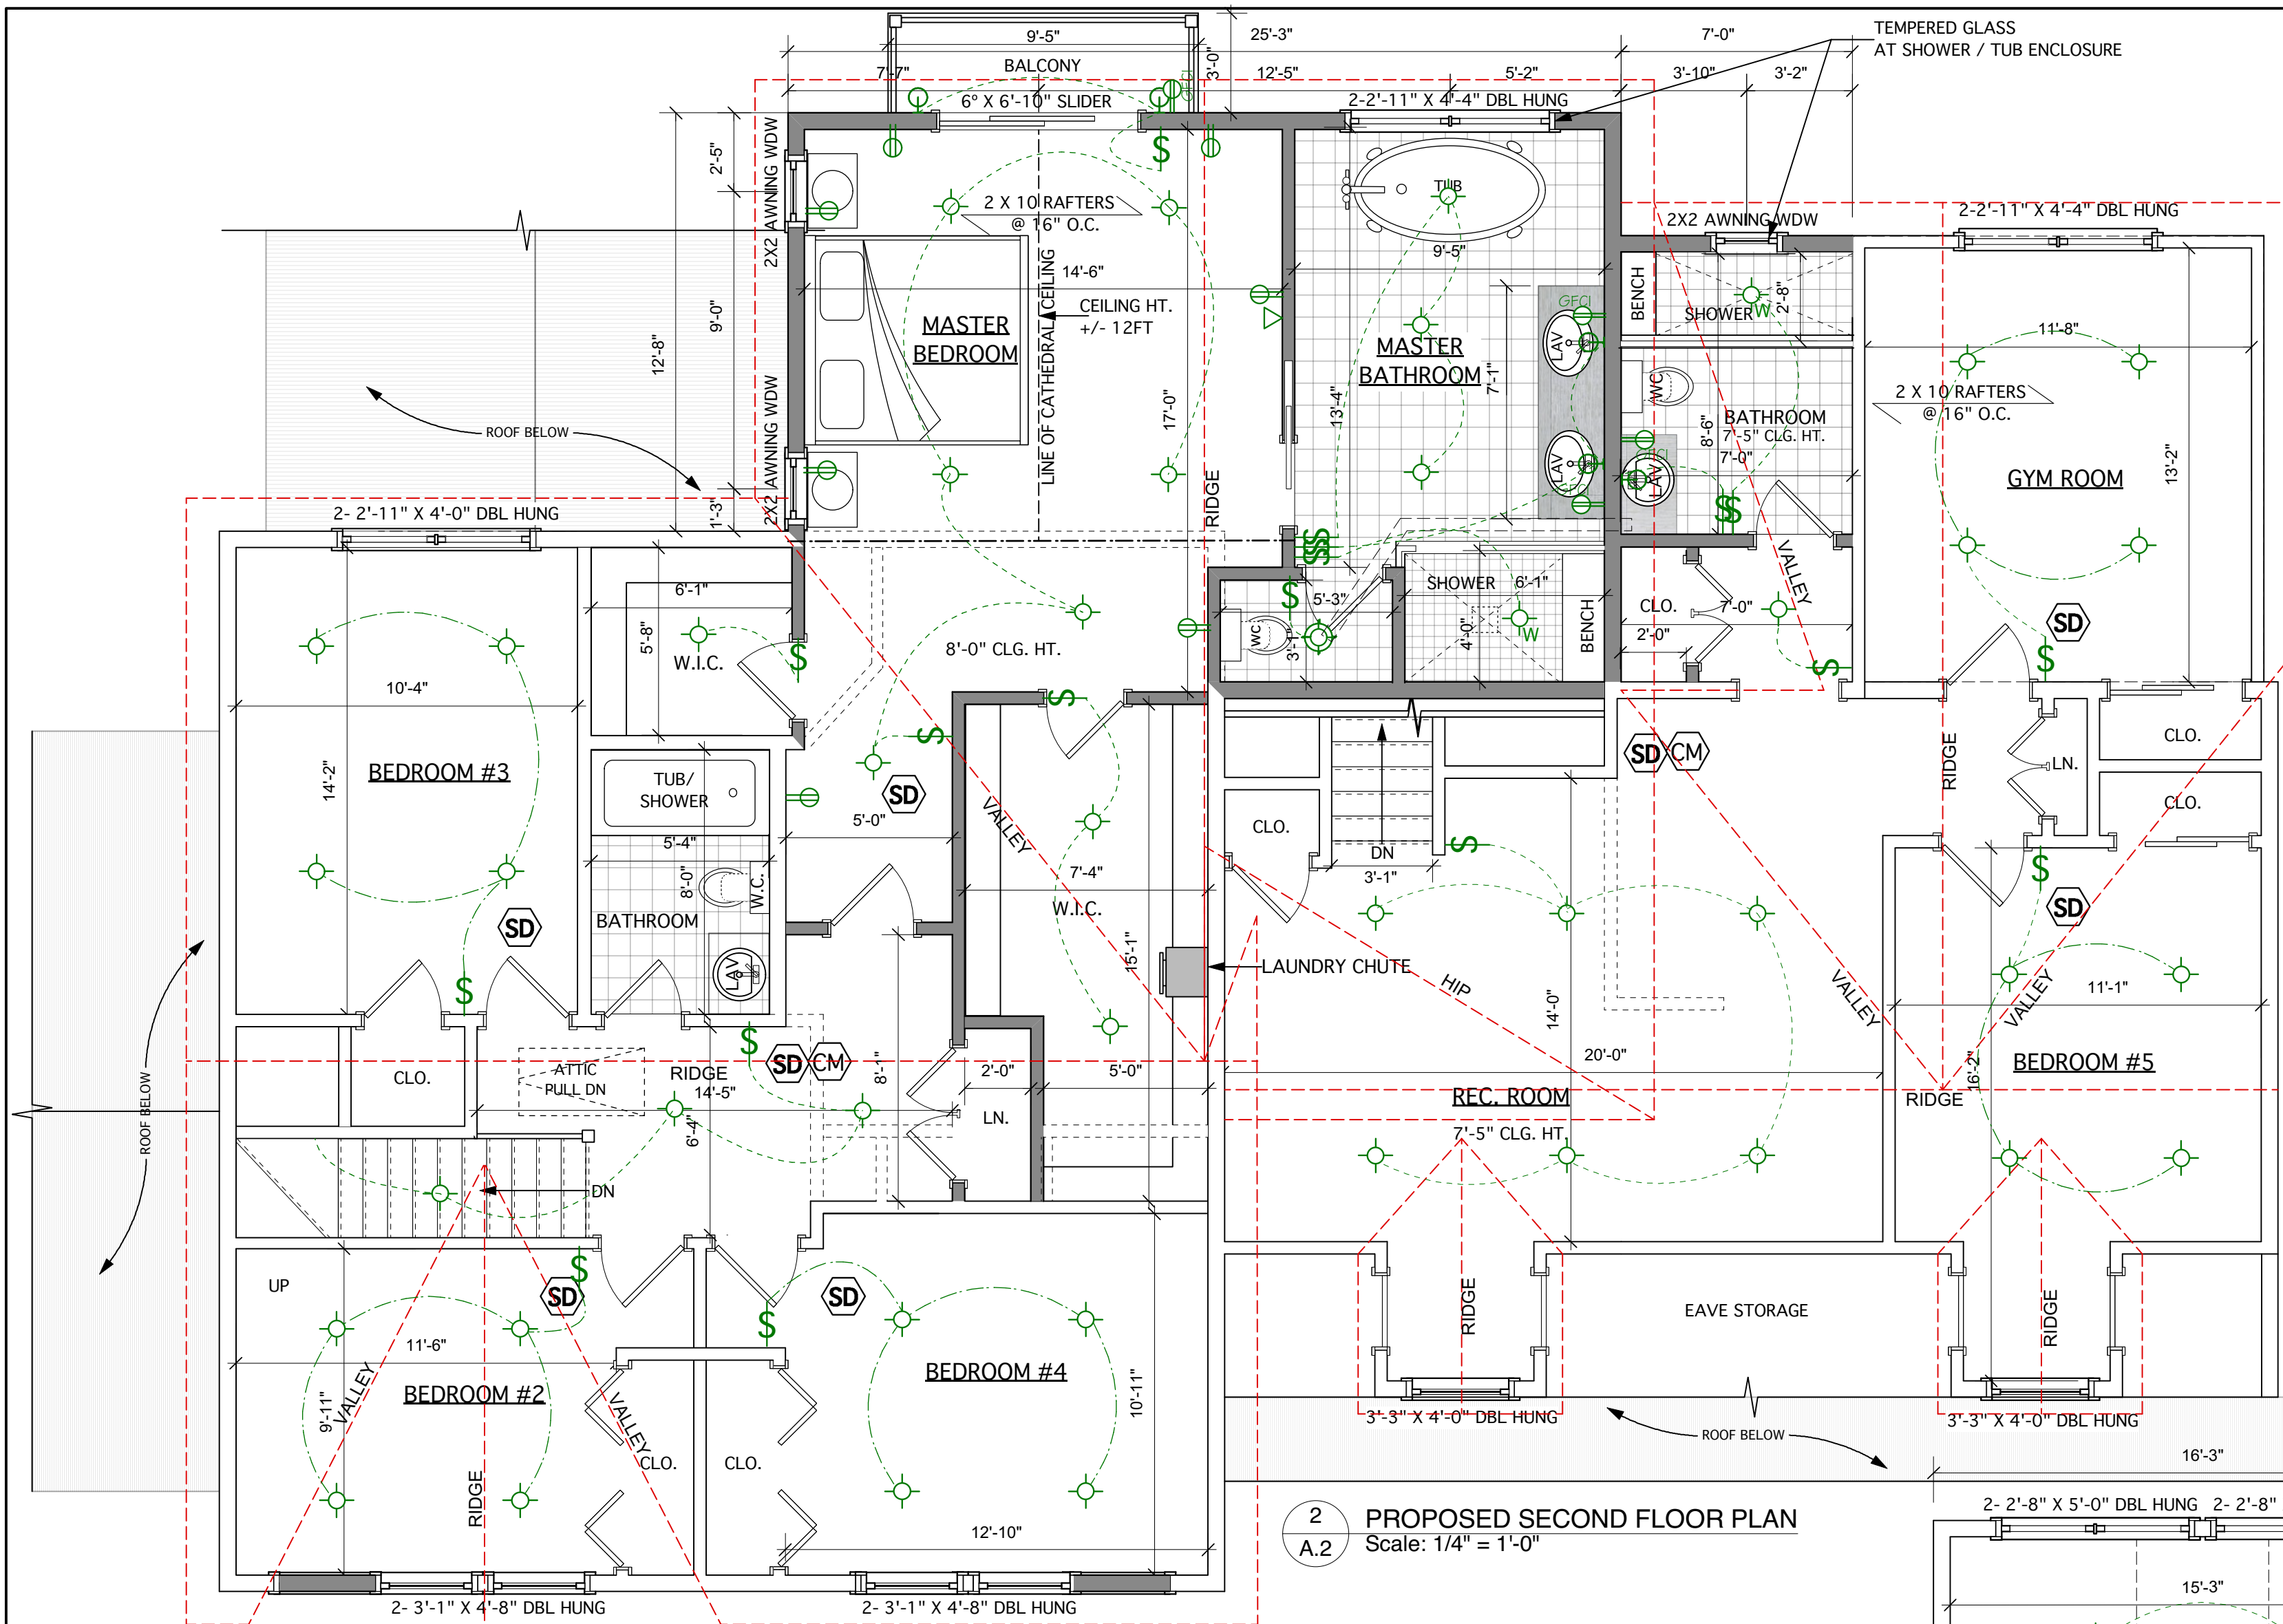 TEMPERED GLASS
AT SHOWER / TUB ENCLOSURE
9'-5"
25'-3"
7'-0"
BALCONY
3'-0"
7'-7"
12'-5"
5'-2"
3'-10"
3'-2"
GFCI
6° X 6'-10" SLIDER
2-2'-11" X 4'-4" DBL HUNG
2'-5"
2X2 AWNING WDW
2 X 10 RAFTERS
@ 16" O.C.
TUB
9'-5"
2X2 AWNING WDW
2-2'-11" X 4'-4" DBL HUNG
14'-6"
LINE OF CATHEDRAL CEILING
CEILING HT.
+/- 12FT
MASTER
BEDROOM
9'-0"
12'-8"
2X2 AWNING WDW
1'-3"
ROOF BELOW
17'-0"
RIDGE
MASTER
BATHROOM
13'-4"
7'-1"
GFCI
LAV
LAV
GFCI
BENCH
SHOWER
W
2'-8"
WC
BATHROOM
7'-5" CLG. HT.
8'-6"
7'-0"
GFCI
LAV
11'-8"
2 X 10 RAFTERS
@ 16" O.C.
GYM ROOM
13'-2"
2- 2'-11" X 4'-0" DBL HUNG
6'-1"
5'-8"
W.I.C.
8'-0" CLG. HT.
$
$
$$$
$
$$
WC
5'-3"
3'-1"
SHOWER
6'-1"
4'-0"
W
BENCH
CLO.
7'-0"
2'-0"
VALLEY
$
SD
$
10'-4"
14'-2"
BEDROOM #3
TUB/
SHOWER
5'-4"
8'-0"
W.C.
BATHROOM
LAV
SD
$
$
SD
5'-0"
$
VALLEY
7'-4"
W.I.C.
15'-1"
LAUNDRY CHUTE
CLO.
DN
3'-1"
$
SD
CM
RIDGE
LN.
CLO.
CLO.
$
SD
HIP
14'-0"
20'-0"
REC. ROOM
7'-5" CLG. HT.
VALLEY
VALLEY
11'-1"
16'-2"
BEDROOM #5
RIDGE
ROOF BELOW
CLO.
ATTIC
PULL DN
RIDGE
14'-5"
$
SD
CM
8'-1"
6'-4"
2'-0"
LN.
5'-0"
DN
UP
$
SD
11'-6"
BEDROOM #2
9'-11"
VALLEY
VALLEY
RIDGE
CLO.
CLO.
$
SD
BEDROOM #4
10'-11"
12'-10"
2- 3'-1" X 4'-8" DBL HUNG
2- 3'-1" X 4'-8" DBL HUNG
RIDGE
EAVE STORAGE
RIDGE
3'-3" X 4'-0" DBL HUNG
3'-3" X 4'-0" DBL HUNG
ROOF BELOW
16'-3"
2- 2'-8" X 5'-0" DBL HUNG
2- 2'-8"
15'-3"
2
A.2
PROPOSED SECOND FLOOR PLAN
Scale: 1/4" = 1'-0"